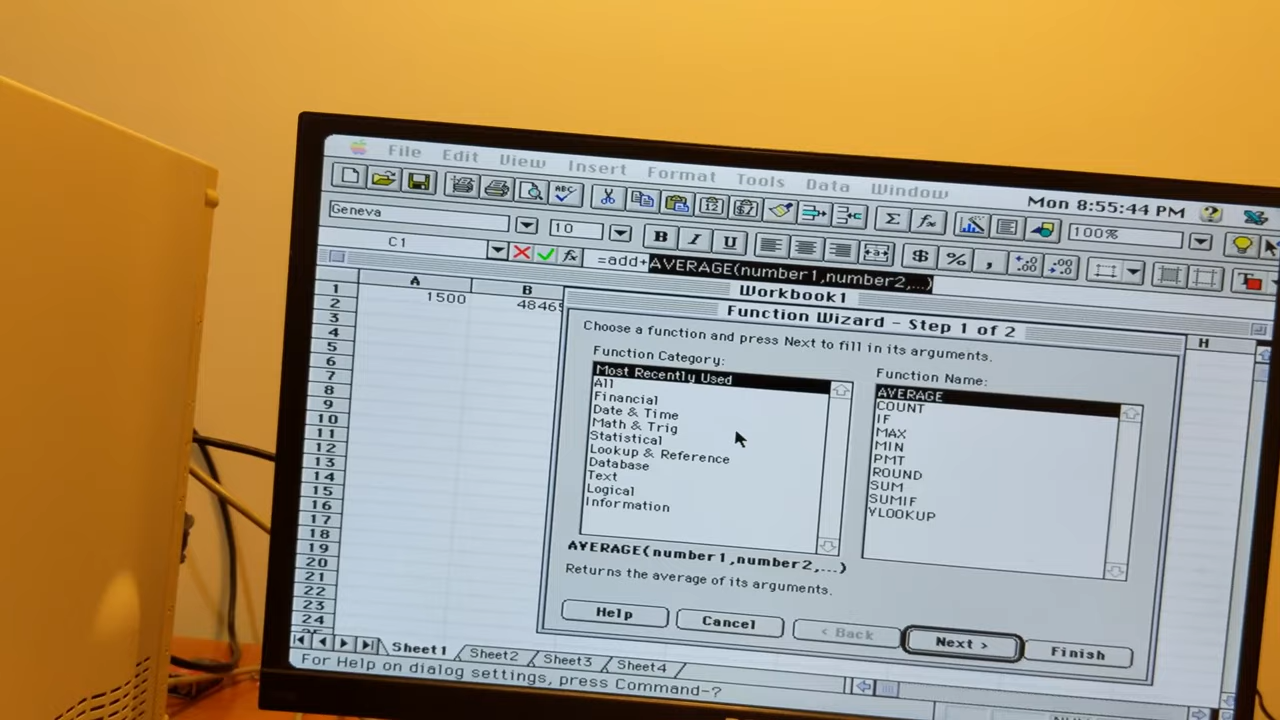 File Edit View Insert Format Tools Data Window
Mon 8:55:44 PM
Geneva 10 B I U $ % , 100%
C1 =add+AVERAGE(number1,number2,...)
Workbook1
A B H
1 1500
2
3
4
5
6
7
8
9
10
11
12
13
14
15
16
17
18
19
20
21
22
23
24
Function Wizard - Step 1 of 2
Choose a function and press Next to fill in its arguments.
Function Category:
Most Recently Used
All
Financial
Date & Time
Math & Trig
Statistical
Lookup & Reference
Database
Text
Logical
Information
Function Name:
AVERAGE
COUNT
IF
MAX
MIN
PMT
ROUND
SUM
SUMIF
VLOOKUP
AVERAGE(number1,number2,...)
Returns the average of its arguments.
Help Cancel < Back Next > Finish
Sheet1 Sheet2 Sheet3 Sheet4
For Help on dialog settings, press Command-?